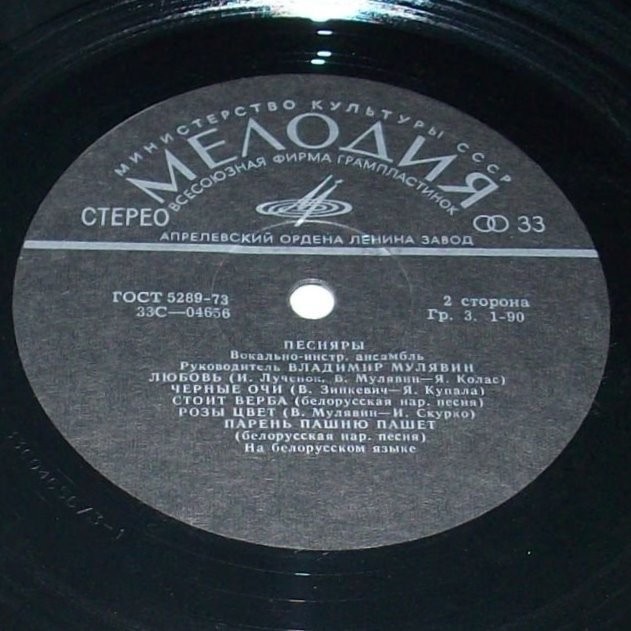 МИНИСТЕРСТВО КУЛЬТУРЫ СССР
МЕЛОДИЯ
ВСЕСОЮЗНАЯ ФИРМА ГРАМПЛАСТИНОК
СТЕРЕО
33
АПРЕЛЕВСКИЙ ОРДЕНА ЛЕНИНА ЗАВОД
ГОСТ 5289-73
33С—04656
2 сторона
Гр. 3. 1-90
ПЕСНЯРЫ
Вокально-инстр. ансамбль
Руководитель ВЛАДИМИР МУЛЯВИН
ЛЮБОВЬ (И. Лученок, В. Мулявин—Я. Колас)
ЧЕРНЫЕ ОЧИ (В. Зинкевич—Я. Купала)
СТОИТ ВЕРБА (белорусская нар. песня)
РОЗЫ ЦВЕТ (В. Мулявин—И. Скурко)
ПАРЕНЬ ПАШНЮ ПАШЕТ
(белорусская нар. песня)
На белорусском языке